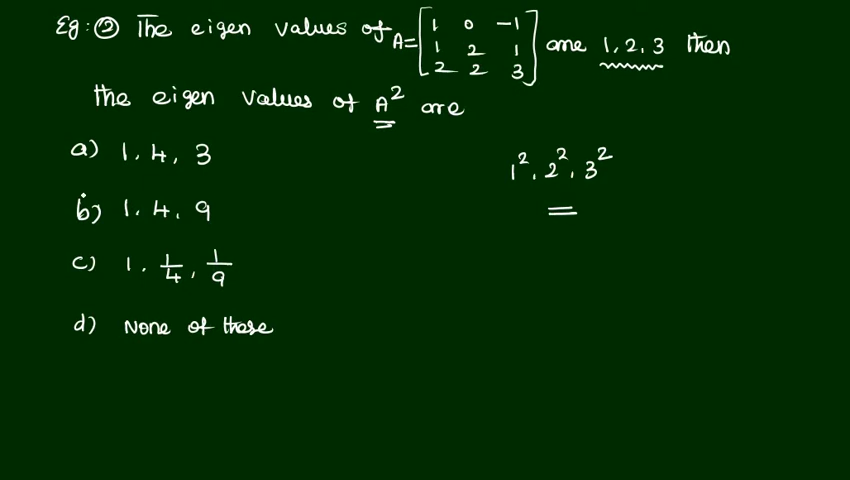 Eg: ② The eigen values of A= [1 0 -1
1 2 1
2 2 3] are 1, 2, 3 then
the eigen values of A² are
a) 1, 4, 3
1², 2², 3²
b) 1, 4, 9
c) 1, 1/4, 1/9
d) None of these